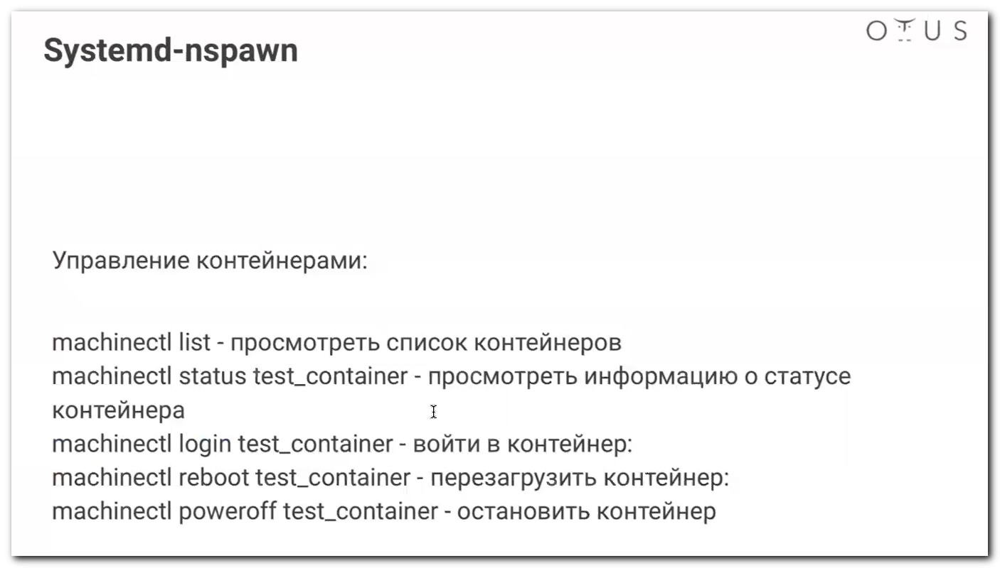 OTUS
Systemd-nspawn
Управление контейнерами:
machinectl list - просмотреть список контейнеров
machinectl status test_container - просмотреть информацию о статусе
контейнера
machinectl login test_container - войти в контейнер:
machinectl reboot test_container - перезагрузить контейнер:
machinectl poweroff test_container - остановить контейнер